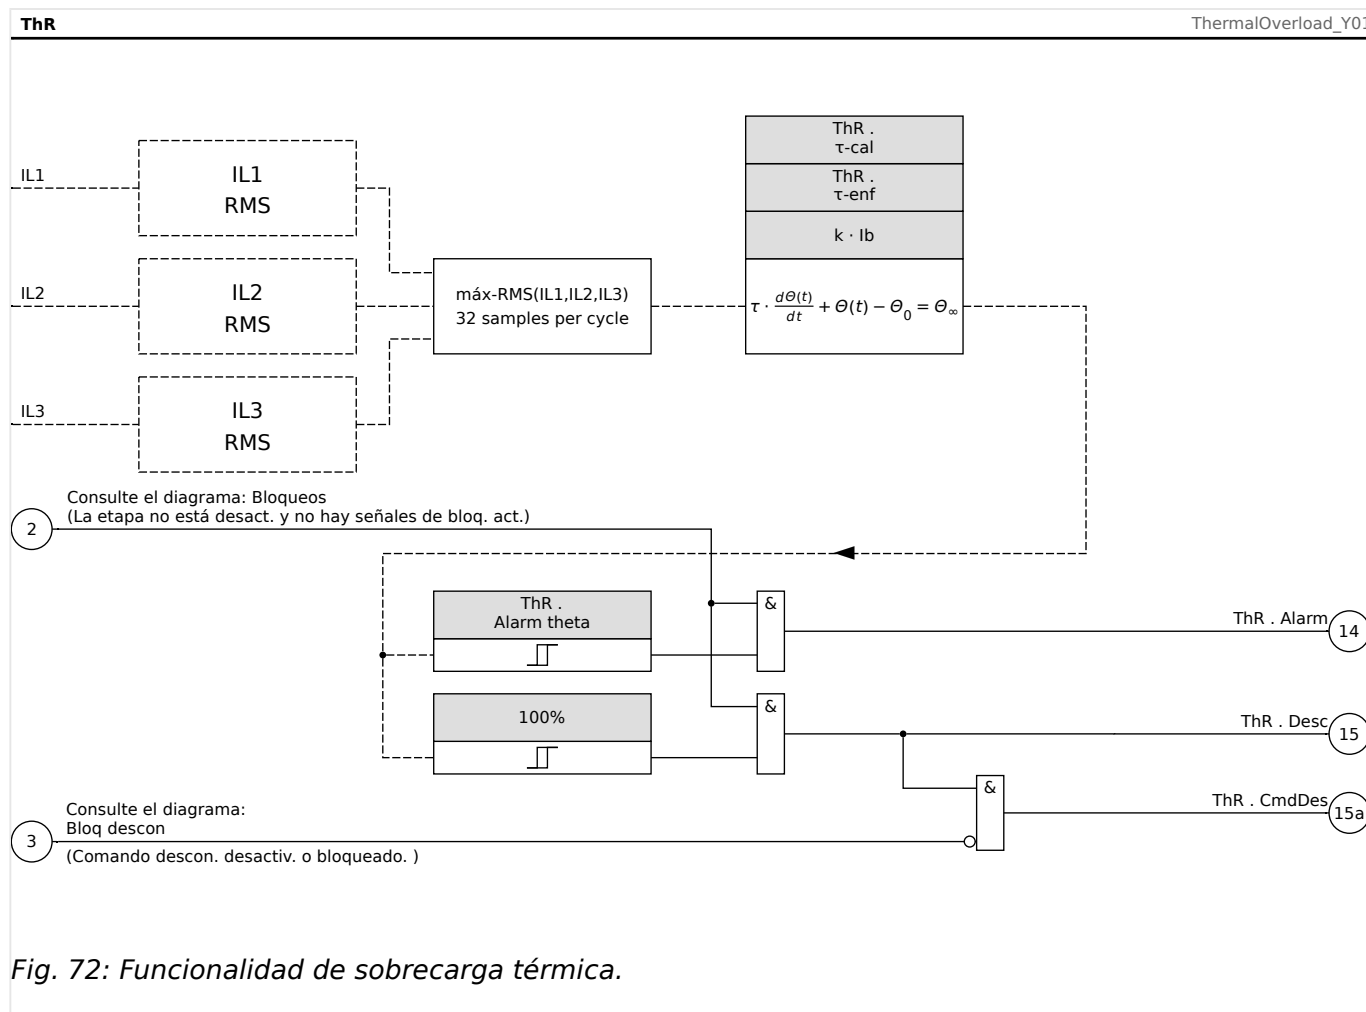 ThR
ThermalOverload_Y01
ThR .
τ-cal
ThR .
τ-enf
k · Ib
τ · dΘ(t)/dt + Θ(t) − Θ₀ = Θ∞
IL1
IL1
RMS
IL2
IL2
RMS
máx-RMS(IL1,IL2,IL3)
32 samples per cycle
IL3
IL3
RMS
Consulte el diagrama: Bloqueos
(La etapa no está desact. y no hay señales de bloq. act.)
2
ThR .
Alarm theta
&
ThR . Alarm
14
100%
&
ThR . Desc
15
&
ThR . CmdDes
15a
Consulte el diagrama:
Bloq descon
3
(Comando descon. desactiv. o bloqueado. )
Fig. 72: Funcionalidad de sobrecarga térmica.